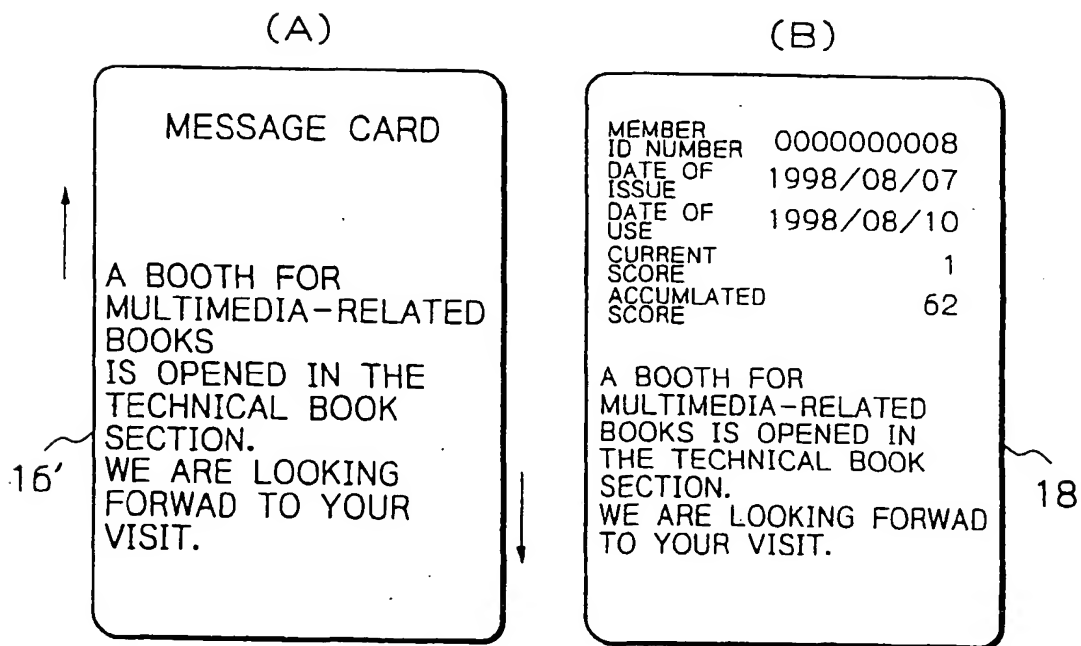 (A)
MESSAGE CARD
A BOOTH FOR
MULTIMEDIA-RELATED
BOOKS
IS OPENED IN THE
TECHNICAL BOOK
SECTION.
WE ARE LOOKING
FORWAD TO YOUR
VISIT.
16'
(B)
MEMBER
ID NUMBER 0000000008
DATE OF
ISSUE 1998/08/07
DATE OF
USE 1998/08/10
CURRENT
SCORE 1
ACCUMLATED
SCORE 62
A BOOTH FOR
MULTIMEDIA-RELATED
BOOKS IS OPENED IN
THE TECHNICAL BOOK
SECTION.
WE ARE LOOKING FORWAD
TO YOUR VISIT.
18